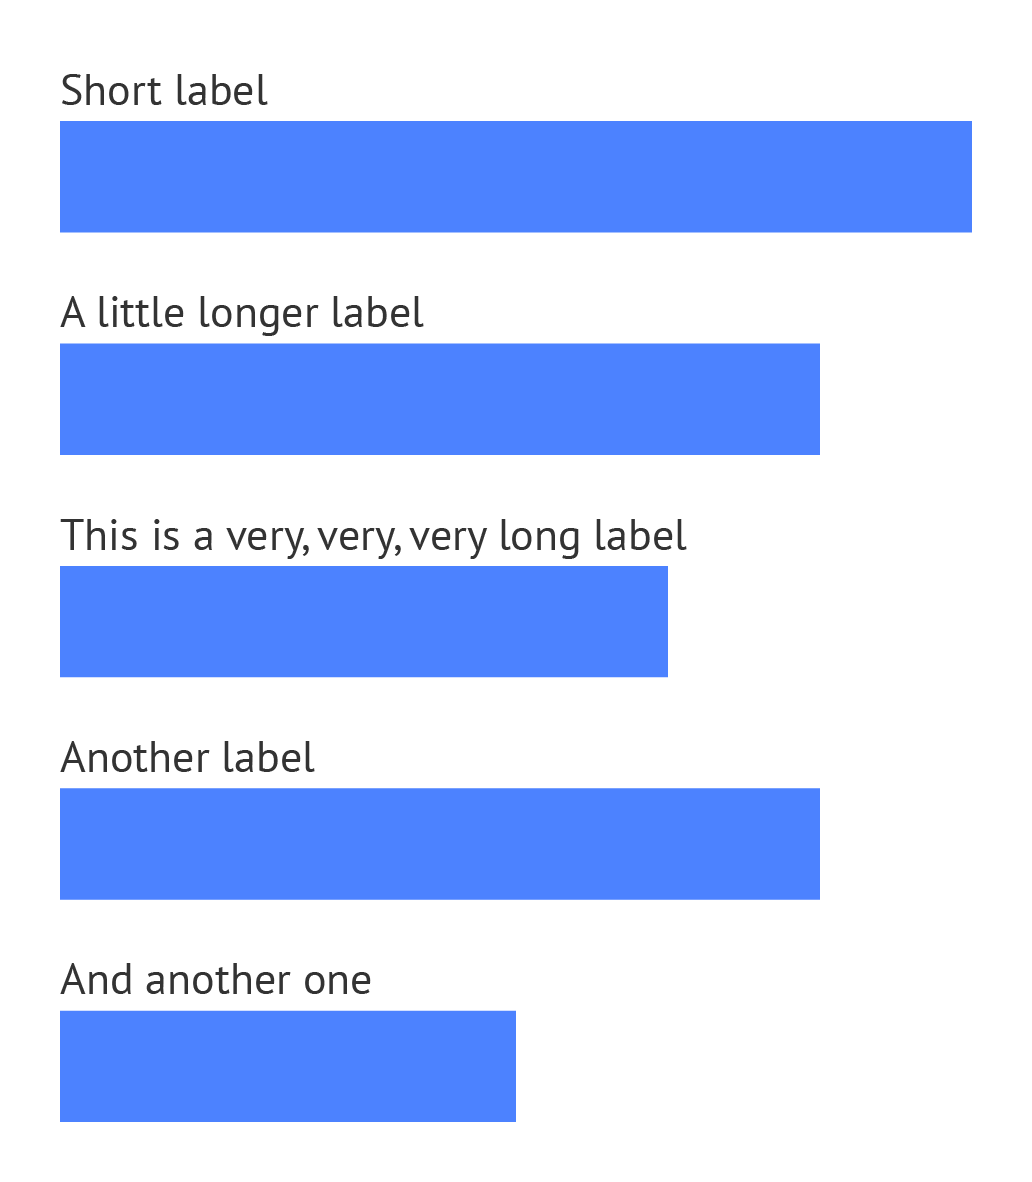 Short label
A little longer label
This is a very, very, very long label
Another label
And another one